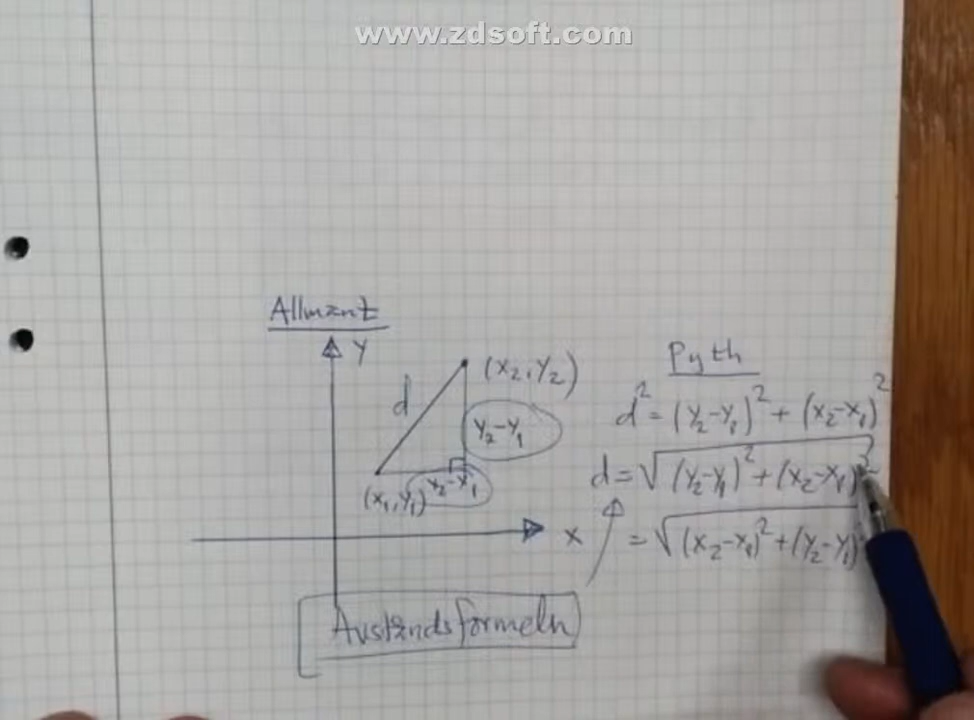 www.zdsoft.com
Allmänt
y
(x₂, y₂)
d
y₂-y₁
(x₁, y₁)
x₂-x₁
x
Pyth
d² = (y₂-y₁)² + (x₂-x₁)²
d = √(y₂-y₁)² + (x₂-x₁)²
= √(x₂-x₁)² + (y₂-y₁)
Avståndsformeln